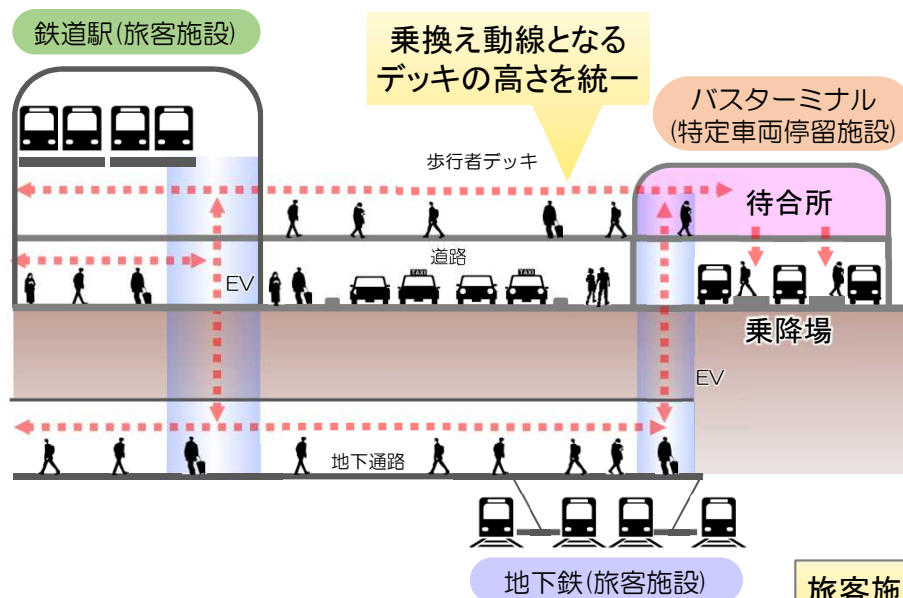 鉄道駅(旅客施設)
乗換え動線となる
デッキの高さを統一
バスターミナル
(特定車両停留施設)
歩行者デッキ
待合所
道路
EV
TAXI
TAXI
乗降場
EV
地下通路
地下鉄(旅客施設)
旅客施